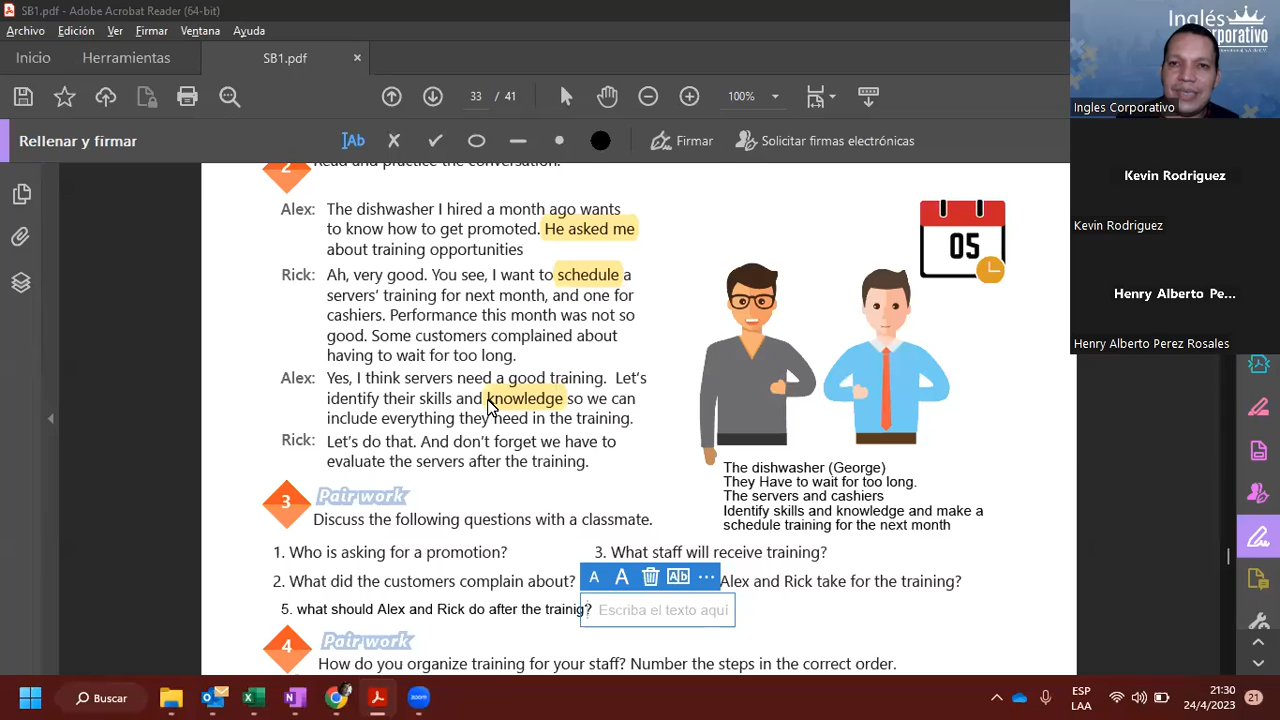 SB1.pdf - Adobe Acrobat Reader (64-bit)
Archivo Edición Ver Firmar Ventana Ayuda
Inicio Herramientas SB1.pdf ×
33 / 41 100%
Rellenar y firmar Ab Firmar Solicitar firmas electrónicas
Inglés
Corporativo
Ingles Corporativo
Kevin Rodriguez
Kevin Rodriguez
Henry Alberto Pe...
Henry Alberto Perez Rosales
2 Read and practice the conversation.
Alex: The dishwasher I hired a month ago wants
to know how to get promoted. He asked me
about training opportunities
Rick: Ah, very good. You see, I want to schedule a
servers' training for next month, and one for
cashiers. Performance this month was not so
good. Some customers complained about
having to wait for too long.
Alex: Yes, I think servers need a good training. Let's
identify their skills and knowledge so we can
include everything they need in the training.
Rick: Let's do that. And don't forget we have to
evaluate the servers after the training.
05
The dishwasher (George)
They Have to wait for too long.
The servers and cashiers
Identify skills and knowledge and make a
schedule training for the next month
3 Pair work
Discuss the following questions with a classmate.
1. Who is asking for a promotion? 3. What staff will receive training?
2. What did the customers complain about? Alex and Rick take for the training?
A A Ab ...
5. what should Alex and Rick do after the trainig? Escriba el texto aquí
4 Pair work
How do you organize training for your staff? Number the steps in the correct order.
Buscar
ESP
LAA
21:30
24/4/2023
21